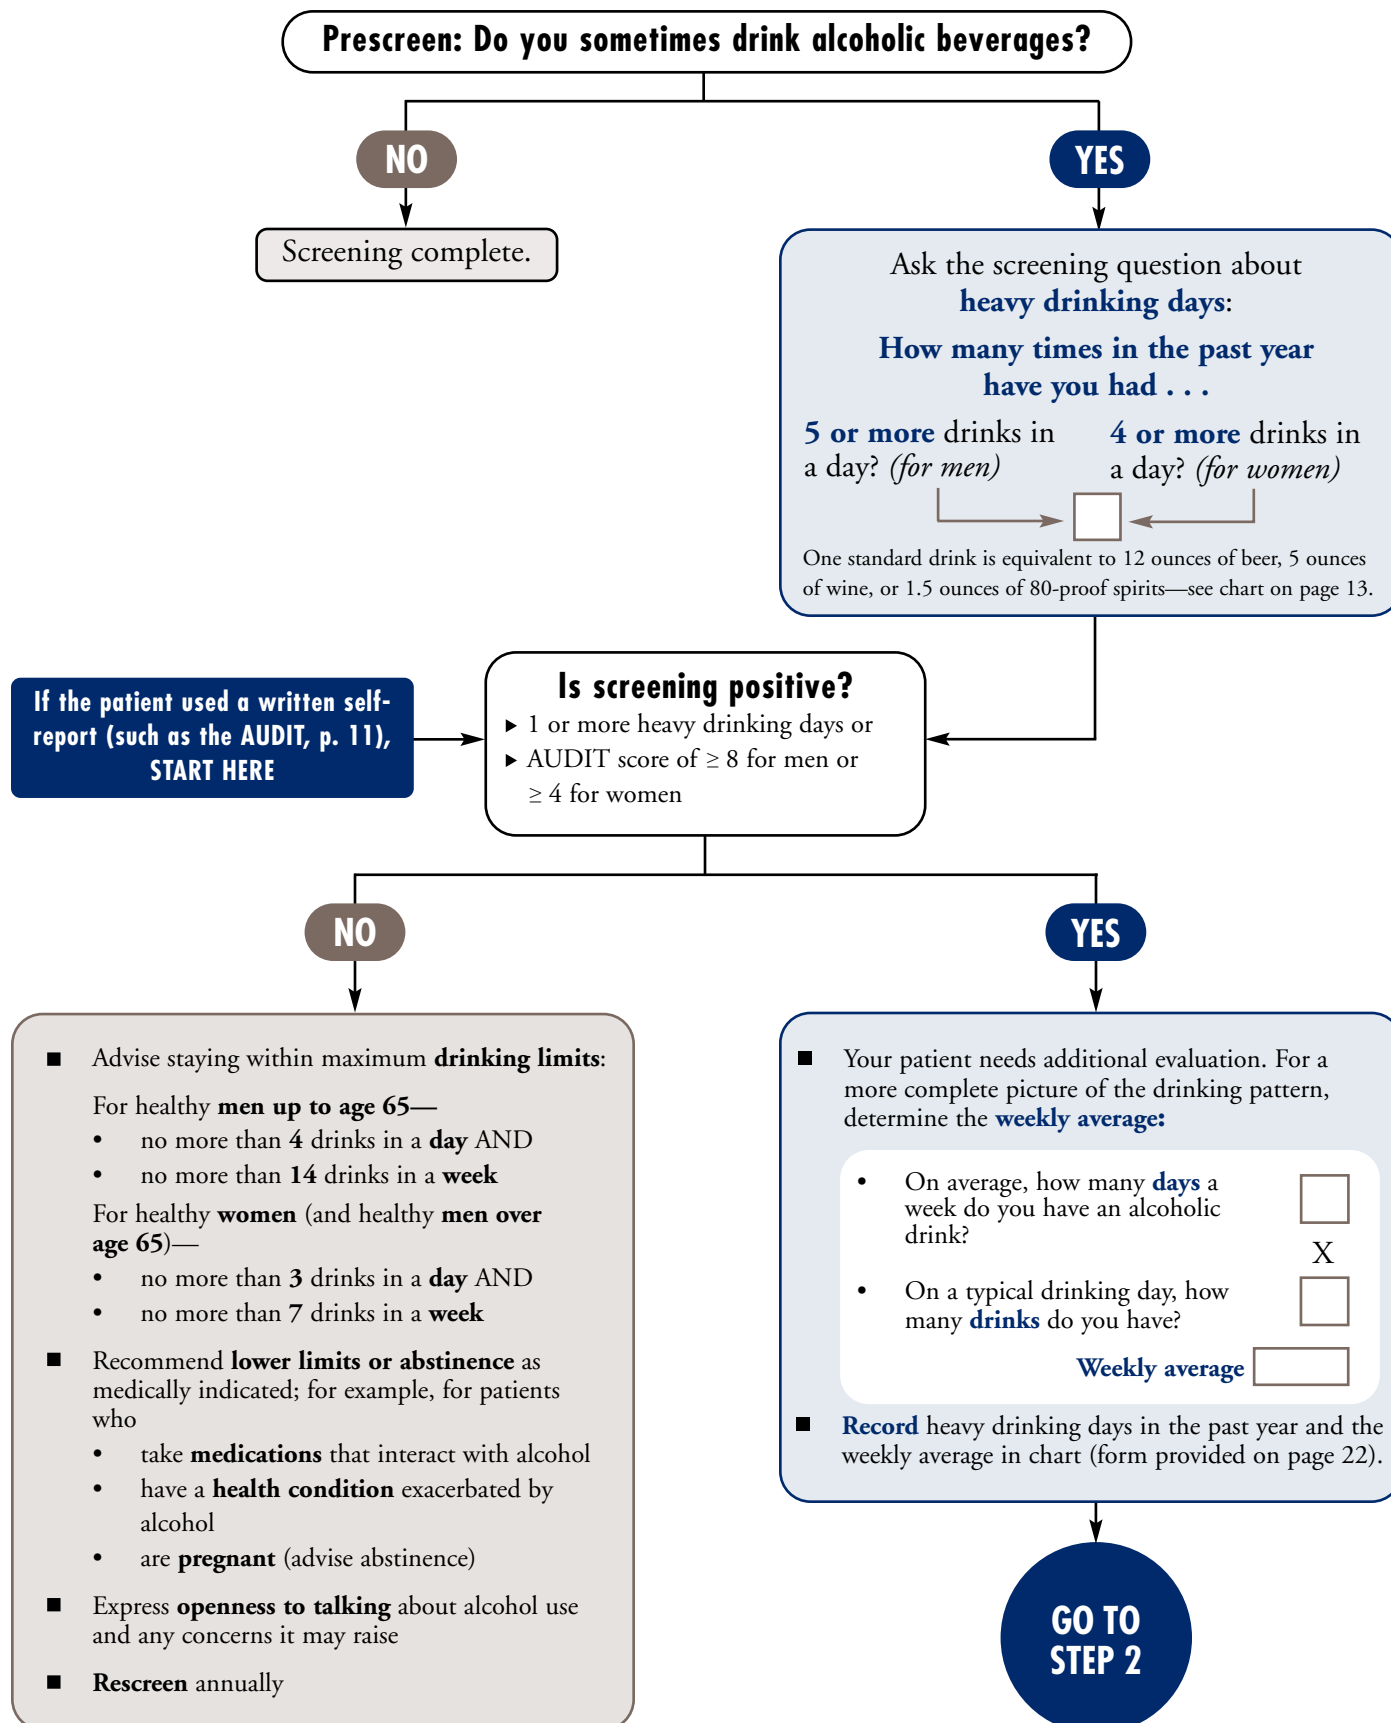 Prescreen: Do you sometimes drink alcoholic beverages?
NO
YES
Screening complete.
Ask the screening question about
heavy drinking days:
How many times in the past year
have you had . . .
5 or more drinks in
a day? (for men)
4 or more drinks in
a day? (for women)
One standard drink is equivalent to 12 ounces of beer, 5 ounces
of wine, or 1.5 ounces of 80-proof spirits—see chart on page 13.
If the patient used a written self-
report (such as the AUDIT, p. 11),
START HERE
Is screening positive?
▶ 1 or more heavy drinking days or
▶ AUDIT score of ≥ 8 for men or
≥ 4 for women
NO
YES
■ Advise staying within maximum drinking limits:
For healthy men up to age 65—
• no more than 4 drinks in a day AND
• no more than 14 drinks in a week
For healthy women (and healthy men over
age 65)—
• no more than 3 drinks in a day AND
• no more than 7 drinks in a week
■ Recommend lower limits or abstinence as
medically indicated; for example, for patients
who
• take medications that interact with alcohol
• have a health condition exacerbated by
alcohol
• are pregnant (advise abstinence)
■ Express openness to talking about alcohol use
and any concerns it may raise
■ Rescreen annually
■ Your patient needs additional evaluation. For a
more complete picture of the drinking pattern,
determine the weekly average:
• On average, how many days a
week do you have an alcoholic
drink?
X
• On a typical drinking day, how
many drinks do you have?
Weekly average
■ Record heavy drinking days in the past year and the
weekly average in chart (form provided on page 22).
GO TO
STEP 2